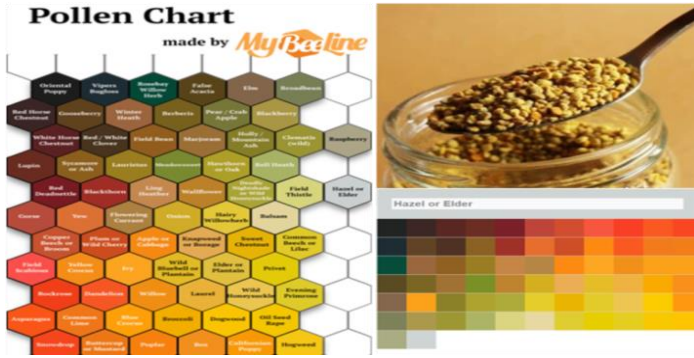 Pollen Chart
made by MyBeeLine
Oriental Poppy
Vipers Bugloss
Rosebay Willow Herb
False Acacia
Elm
Broadbean
Red Horse Chestnut
Gooseberry
Winter Heath
Berberis
Pear / Crab Apple
Blackberry
White Horse Chestnut
Red / White Clover
Field Bean
Marjoram
Holly / Mountain Ash
Clematis (wild)
Raspberry
Lupin
Sycamore or Ash
Lauristine
Meadowsweet
Hawthorn or Oak
Bell Heath
Red Deadnettle
Blackthorn
Ling Heather
Wallflower
Deadly Nightshade or Wild Honeysuckle
Field Thistle
Hazel or Elder
Gorse
Yew
Flowering Currant
Onion
Hairy Willowherb
Balsam
Copper Beech or Broom
Plum or Wild Cherry
Apple or Cabbage
Knapweed or Borage
Sweet Chestnut
Common Beech or Lilac
Field Scabious
Yellow Crocus
Ivy
Wild Bluebell or Plantain
Elder or Plantain
Privet
Rockrose
Dandelion
Willow
Laurel
Wild Honeysuckle
Evening Primrose
Asparagus
Common Lime
Blue Crocus
Broccoli
Dogwood
Oil Seed Rape
Snowdrop
Buttercup or Mustard
Poplar
Box
Californian Poppy
Hogweed
Hazel or Elder